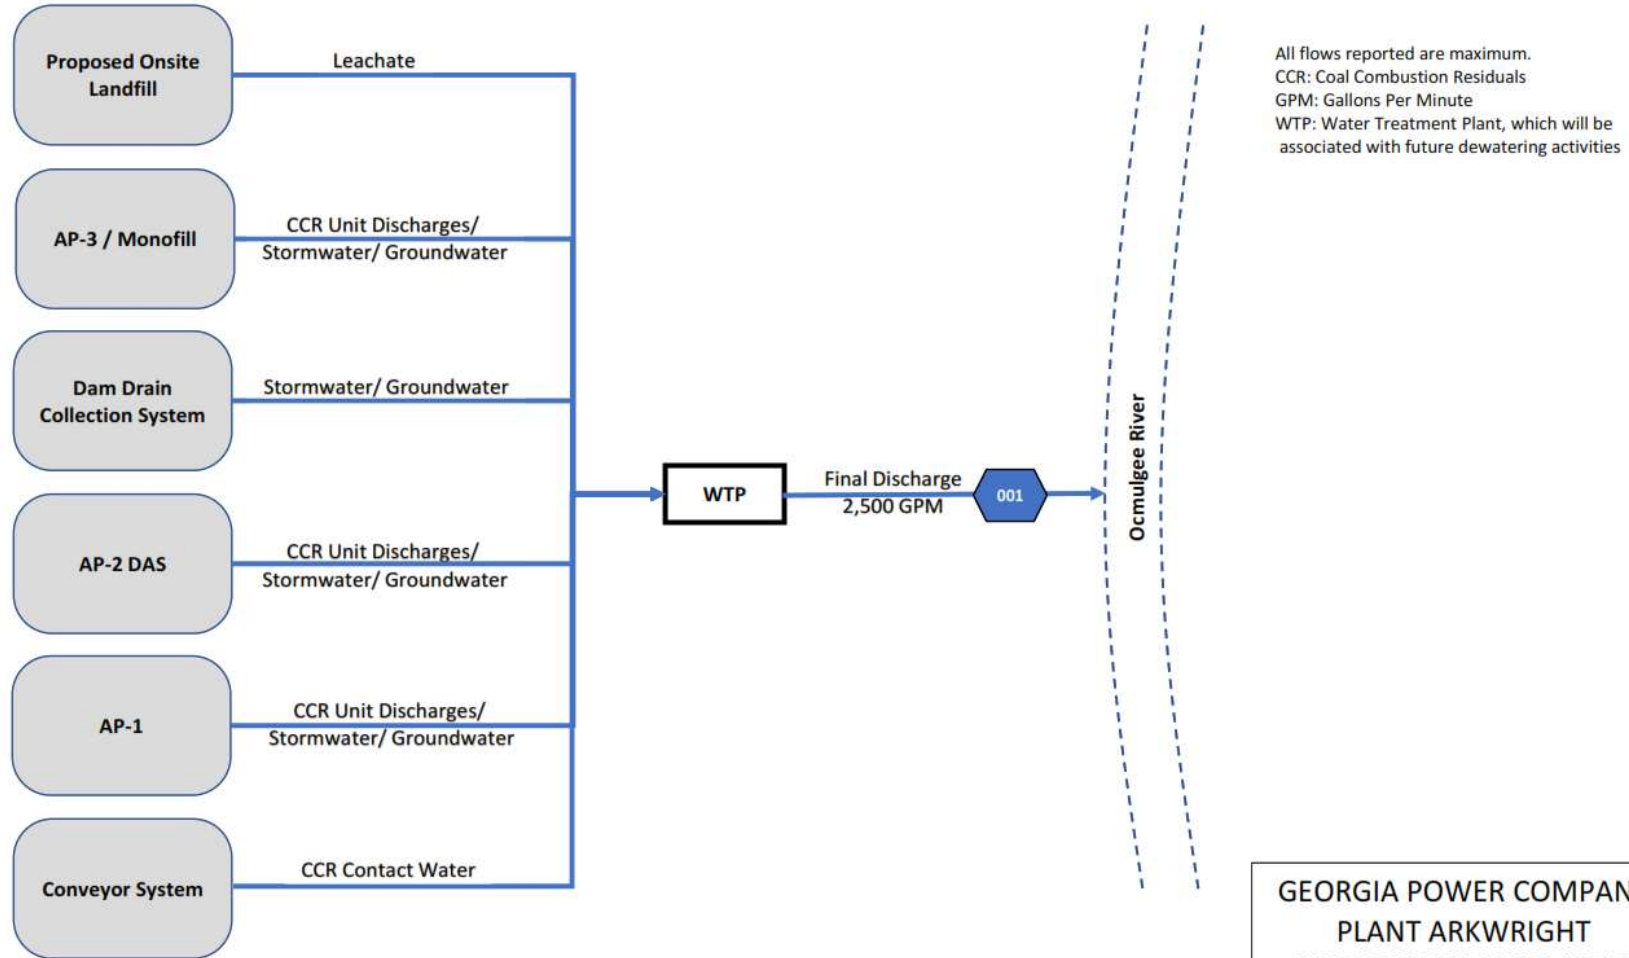 Proposed Onsite
Landfill
Leachate
All flows reported are maximum.
CCR: Coal Combustion Residuals
GPM: Gallons Per Minute
WTP: Water Treatment Plant, which will be
associated with future dewatering activities
AP-3 / Monofill
CCR Unit Discharges/
Stormwater/ Groundwater
Dam Drain
Collection System
Stormwater/ Groundwater
WTP
Final Discharge
2,500 GPM
001
Ocmulgee River
AP-2 DAS
CCR Unit Discharges/
Stormwater/ Groundwater
AP-1
CCR Unit Discharges/
Stormwater/ Groundwater
Conveyor System
CCR Contact Water
GEORGIA POWER COMPAN
PLANT ARKWRIGHT